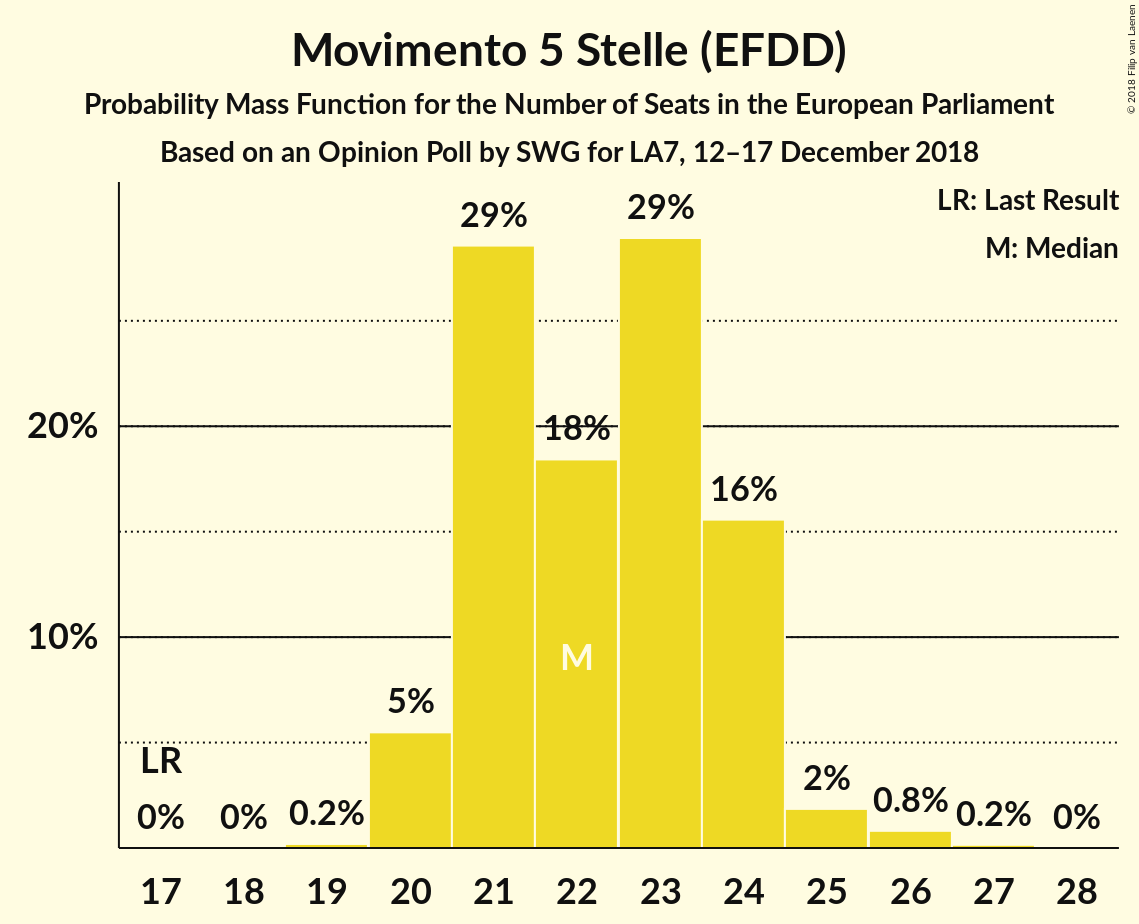 Movimento 5 Stelle (EFDD)
Probability Mass Function for the Number of Seats in the European Parliament
Based on an Opinion Poll by SWG for LA7, 12–17 December 2018
© 2018 Filip van Laenen
LR: Last Result
M: Median
29%
29%
20%
18%
16%
10%
M
5%
LR
2%
0%
0%
0.2%
0.8%
0.2%
0%
17 18 19 20 21 22 23 24 25 26 27 28